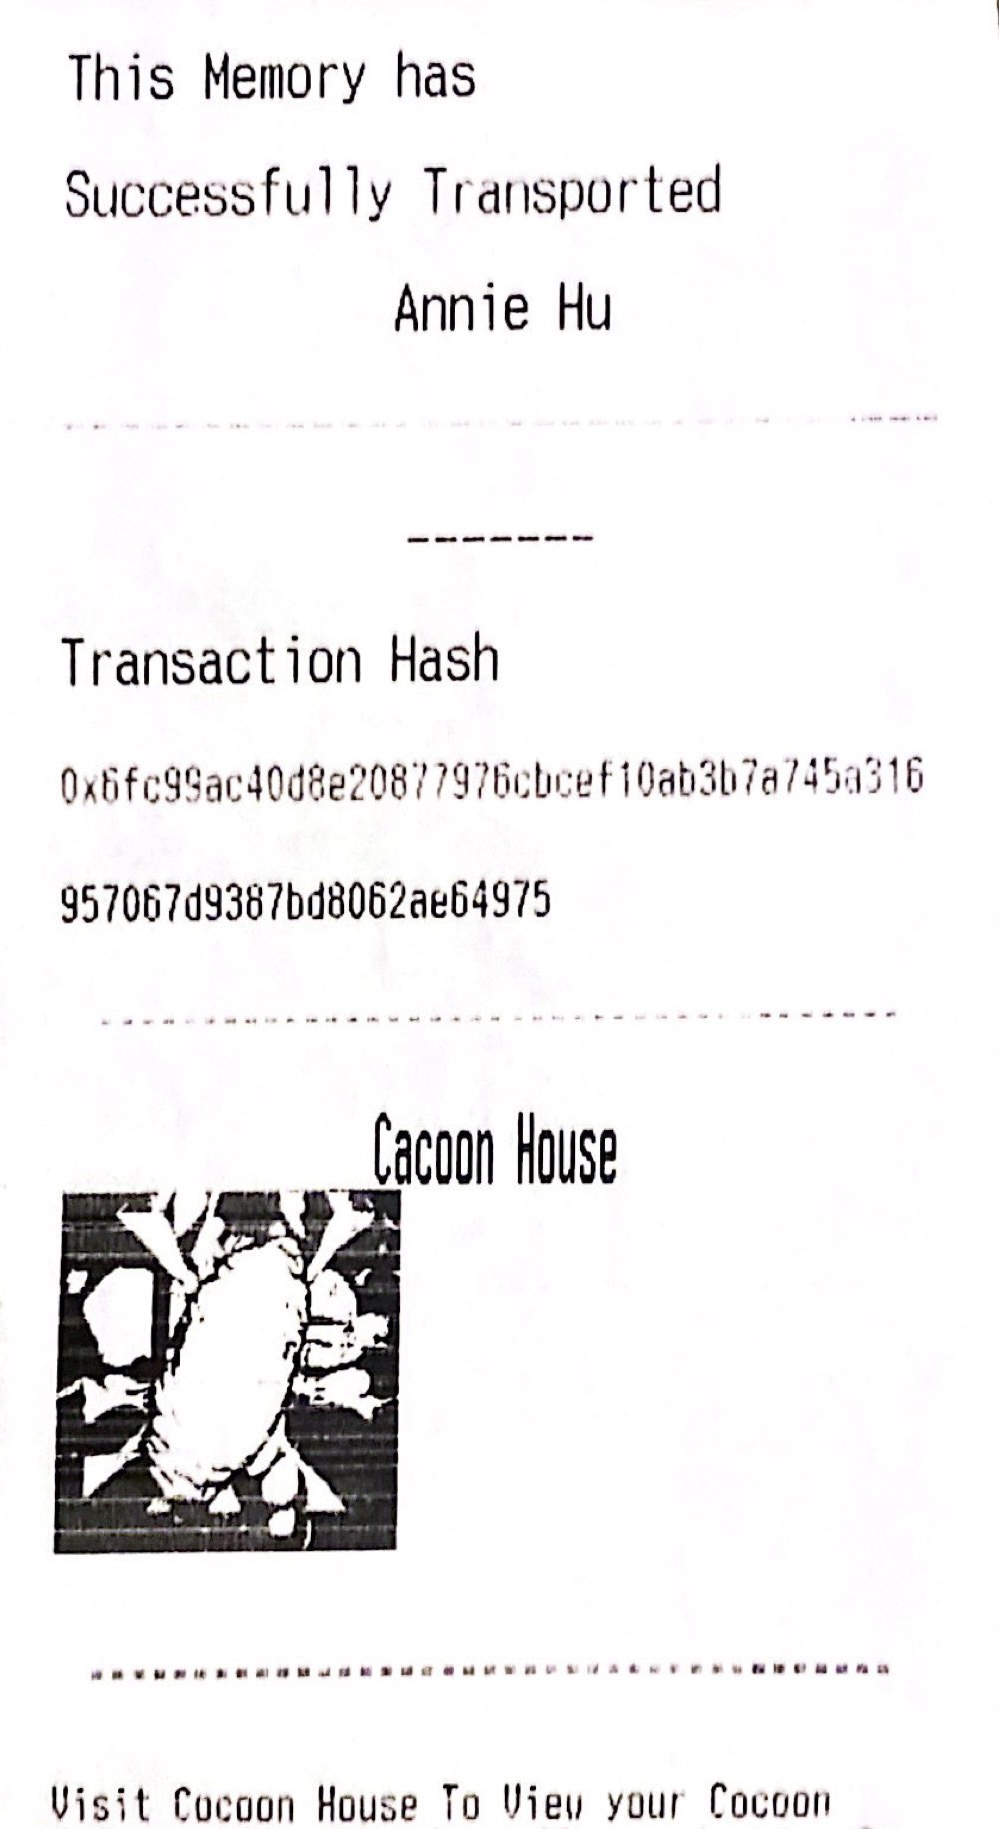 This Memory has
Successfully Transported
Annie Hu
-------
Transaction Hash
0x6fc99ac40d8e20877976cbcef10ab3b7a745a316
957067d9387bd8062ae64975
Cacoon House
Visit Cocoon House To View your Cocoon